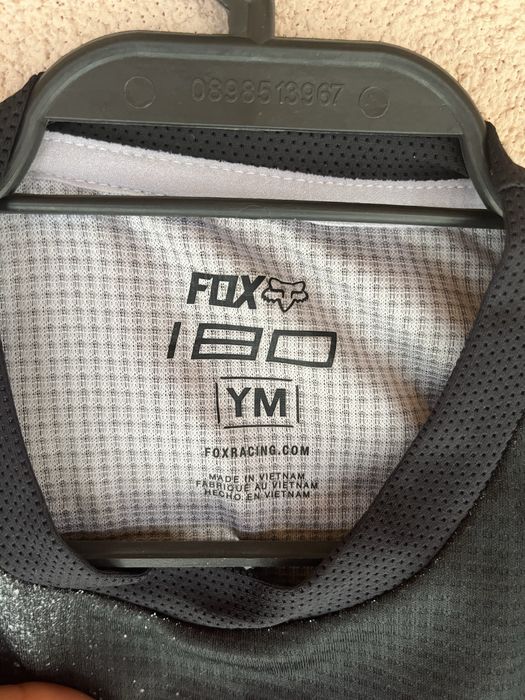 0898513967
FOX
180
YM
FOXRACING.COM
MADE IN VIETNAM
FABRIQUÉ AU VIETNAM
HECHO EN VIETNAM